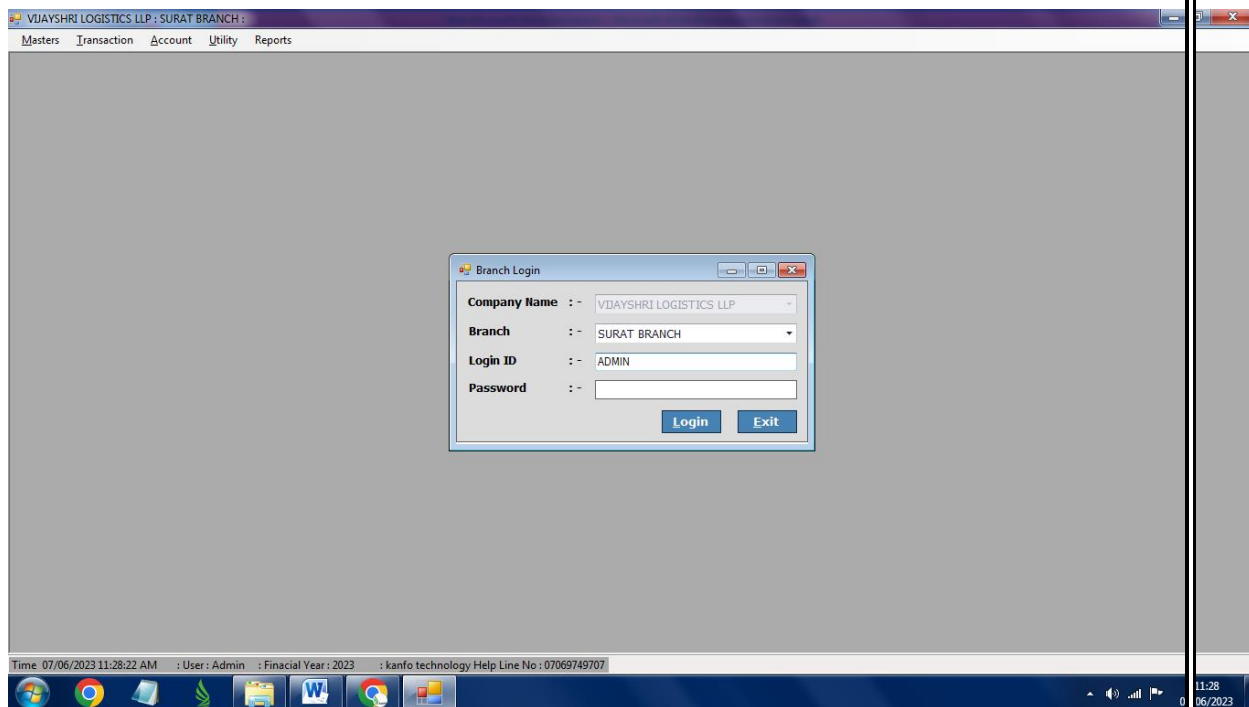 VIJAYSHRI LOGISTICS LLP : SURAT BRANCH :
Masters Transaction Account Utility Reports
Branch Login
Company Name : - VIJAYSHRI LOGISTICS LLP
Branch : - SURAT BRANCH
Login ID : - ADMIN
Password : -
Login Exit
Time 07/06/2023 11:28:22 AM : User : Admin : Finacial Year : 2023 : kanfo technology Help Line No : 07069749707
11:28
06/2023